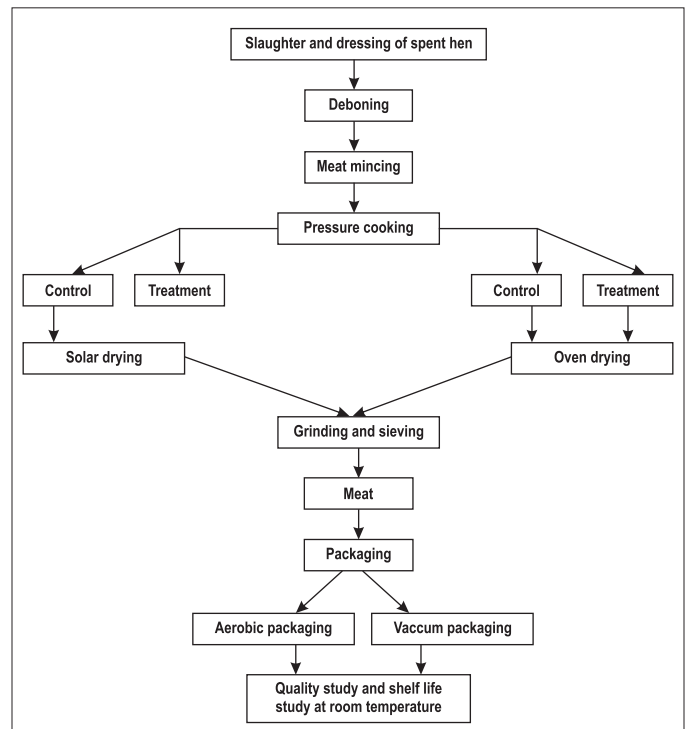 Slaughter and dressing of spent hen
Deboning
Meat mincing
Pressure cooking
Control
Treatment
Control
Treatment
Solar drying
Oven drying
Grinding and sieving
Meat
Packaging
Aerobic packaging
Vaccum packaging
Quality study and shelf life
study at room temperature